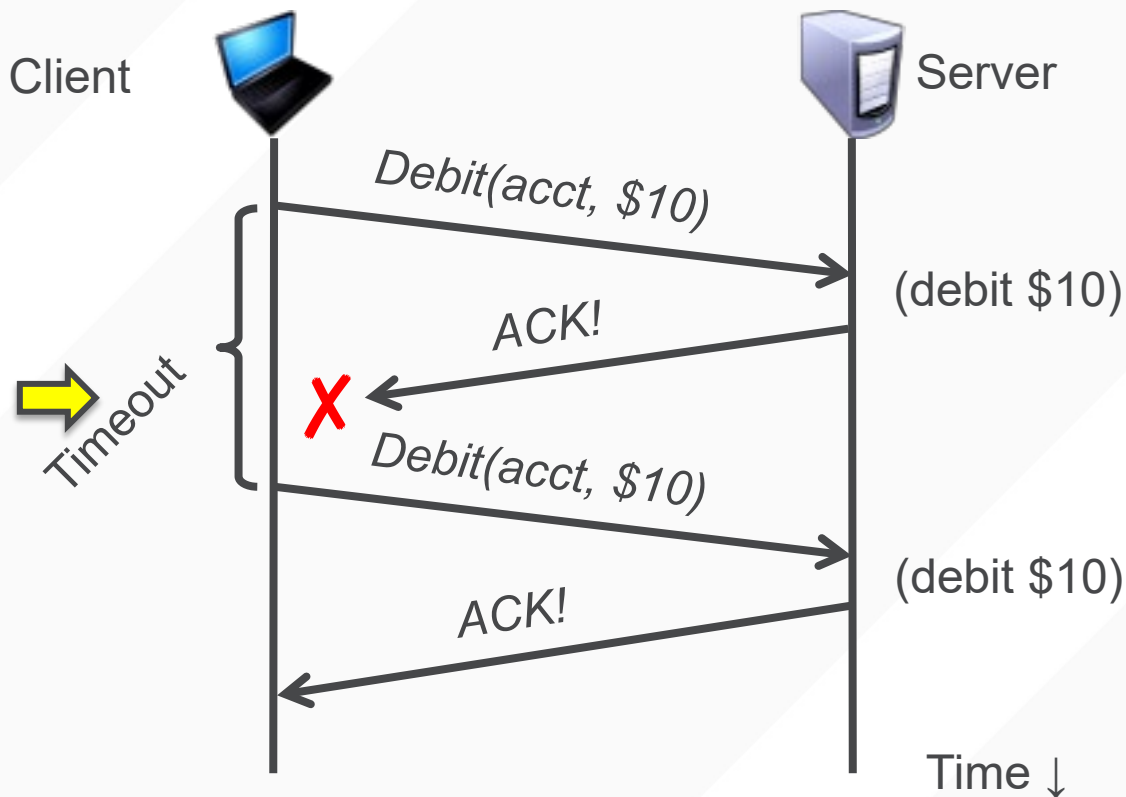 Client
Server
Debit(acct, $10)
(debit $10)
ACK!
Timeout
Debit(acct, $10)
(debit $10)
ACK!
Time ↓